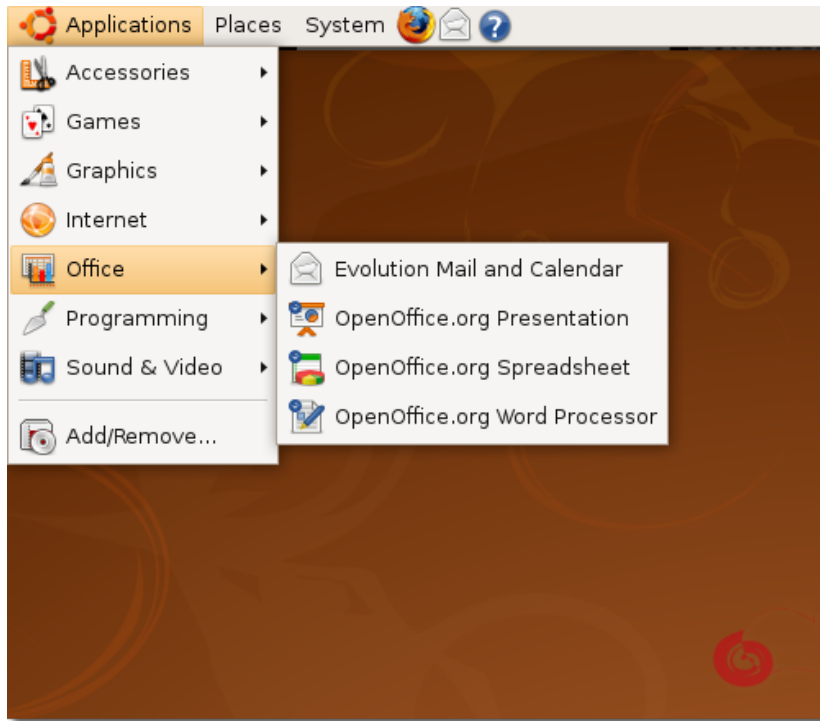 Applications Places System
Accessories
Games
Graphics
Internet
Office
Evolution Mail and Calendar
OpenOffice.org Presentation
OpenOffice.org Spreadsheet
OpenOffice.org Word Processor
Programming
Sound & Video
Add/Remove...